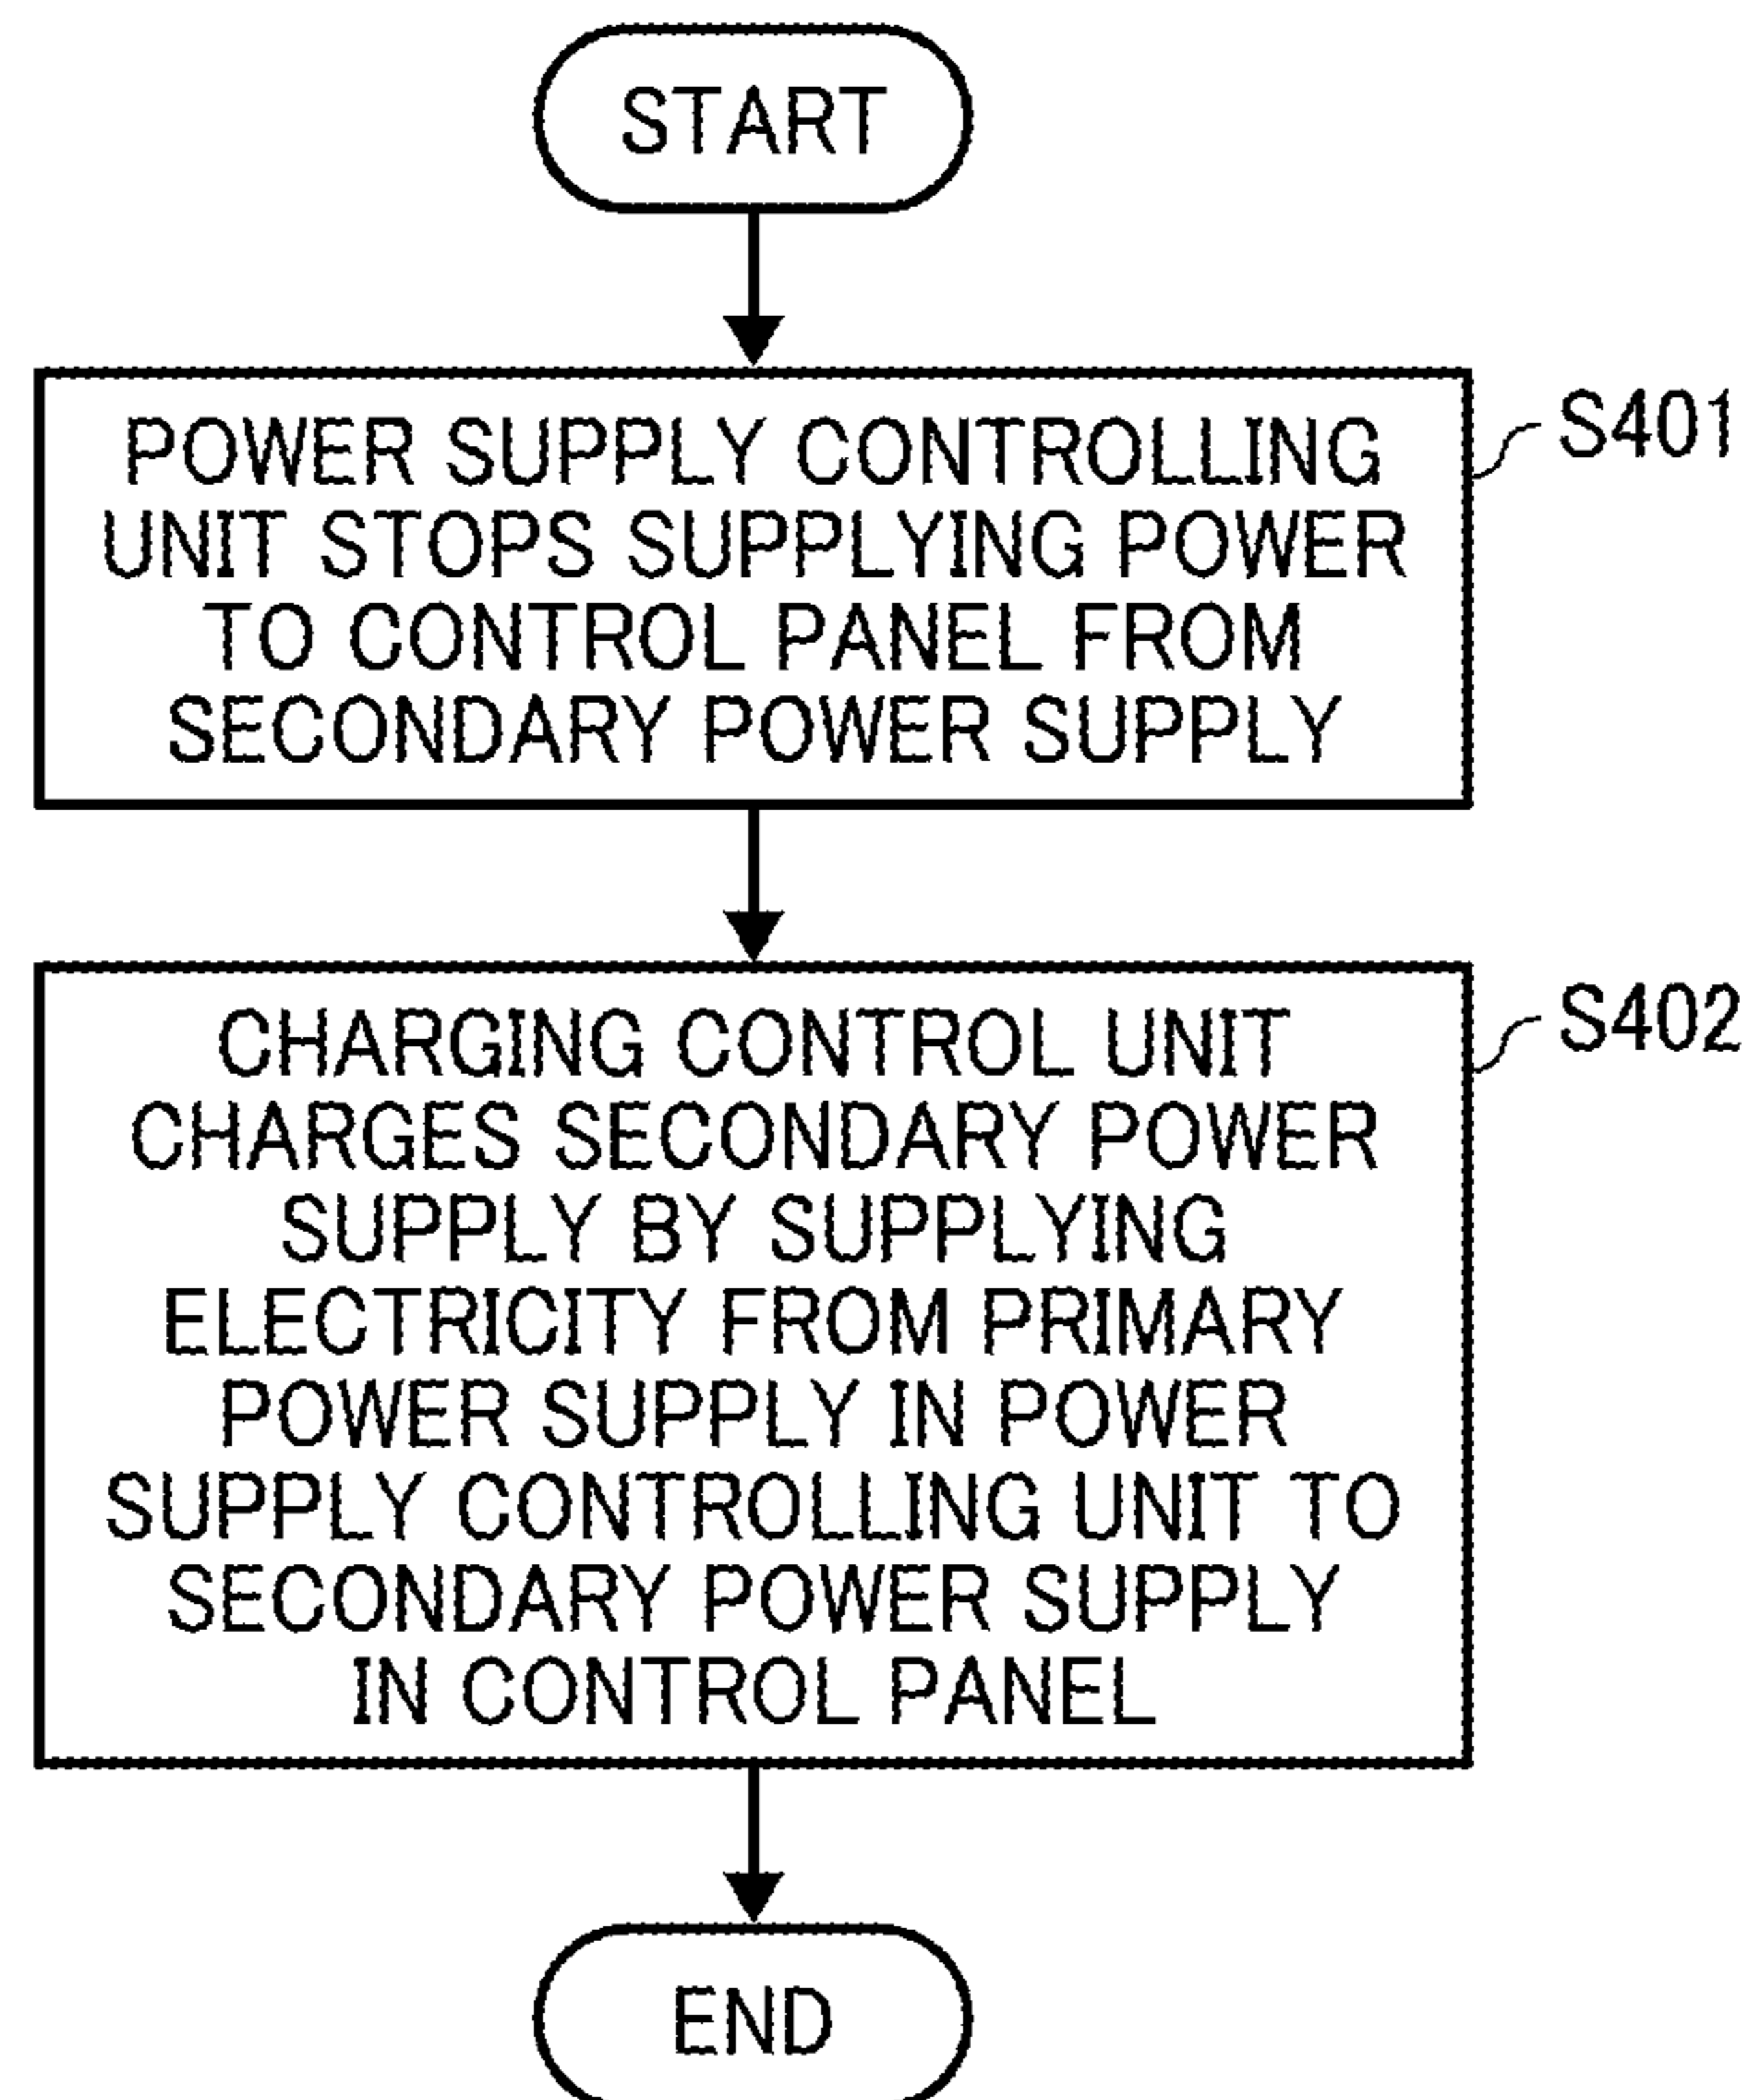 START
POWER SUPPLY CONTROLLING
UNIT STOPS SUPPLYING POWER
TO CONTROL PANEL FROM
SECONDARY POWER SUPPLY
S401
CHARGING CONTROL UNIT
CHARGES SECONDARY POWER
SUPPLY BY SUPPLYING
ELECTRICITY FROM PRIMARY
POWER SUPPLY IN POWER
SUPPLY CONTROLLING UNIT TO
SECONDARY POWER SUPPLY
IN CONTROL PANEL
S402
END